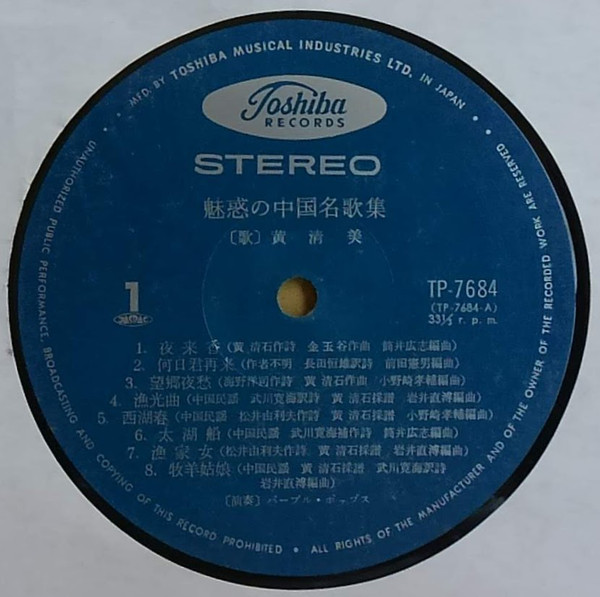 MFD. BY TOSHIBA MUSICAL INDUSTRIES LTD. IN JAPAN
Toshiba
RECORDS
STEREO
魅惑の中国名歌集
〔歌〕黄 清 美
1
TP-7684
(TP-7684-A)
33⅓ r. p. m.
1. 夜来香(黄 清石作詩 金玉谷作曲 筒井広志編曲)
2. 何日君再来(作者不明 長田恒雄訳詩 前田憲男編曲)
3. 望郷夜愁(海野洋司作詩 黄 清石作曲 小野崎孝輔編曲)
4. 漁光曲(中国民謡 武川寛海訳詩 黄 清石採譜 岩井直溥編曲)
5. 西湖春(中国民謡 松井由利夫作詩 黄 清石採譜 小野崎孝輔編曲)
6. 太湖船(中国民謡 武川寛海補作詩 筒井広志編曲)
7. 漁家女(松井由利夫作詩 黄 清石採譜 岩井直溥編曲)
8. 牧羊姑娘(中国民謡 黄 清石採譜 武川寛海訳詩
岩井直溥編曲)
〔演奏〕パープル・ポップス
ALL RIGHTS OF THE MANUFACTURER AND OF THE OWNER OF THE RECORDED WORK ARE RESERVED
UNAUTHORIZED PUBLIC PERFORMANCE, BROADCASTING AND COPYING OF THIS RECORD PROHIBITED